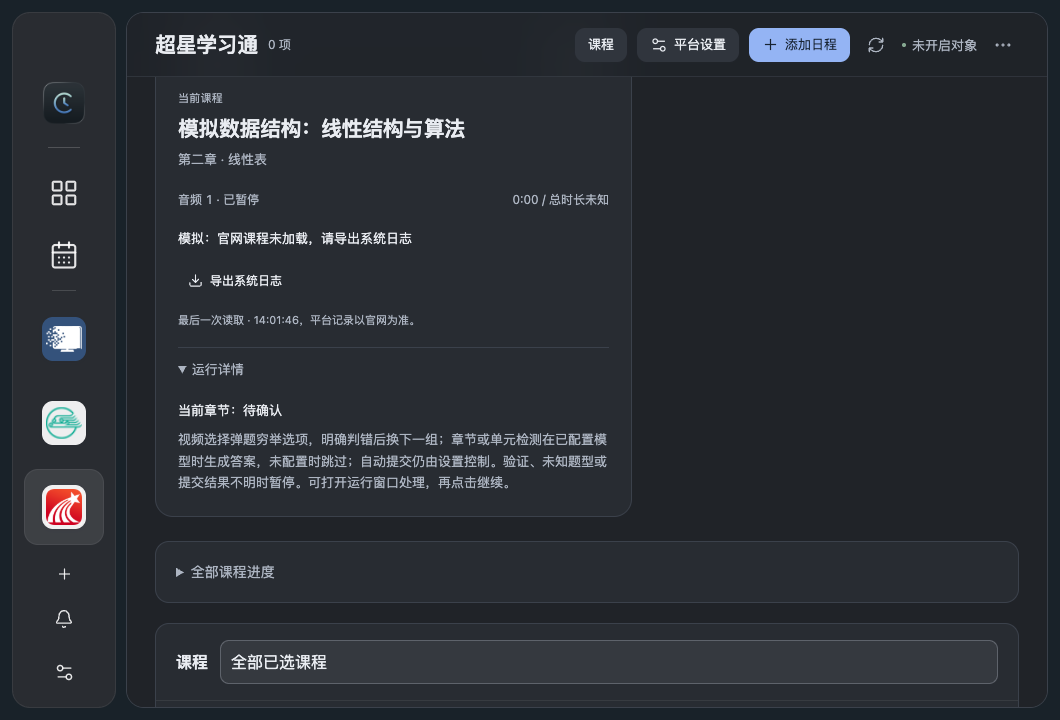 超星学习通 0 项 课程 平台设置 添加日程 未开启对象
当前课程
模拟数据结构：线性结构与算法
第二章 · 线性表
音频 1 · 已暂停 0:00 / 总时长未知
模拟：官网课程未加载，请导出系统日志
导出系统日志
最后一次读取 · 14:01:46，平台记录以官网为准。
运行详情
当前章节：待确认
视频选择弹题穷举选项，明确判错后换下一组；章节或单元检测在已配置模
型时生成答案，未配置时跳过；自动提交仍由设置控制。验证、未知题型或
提交结果不明时暂停。可打开运行窗口处理，再点击继续。
全部课程进度
课程 全部已选课程